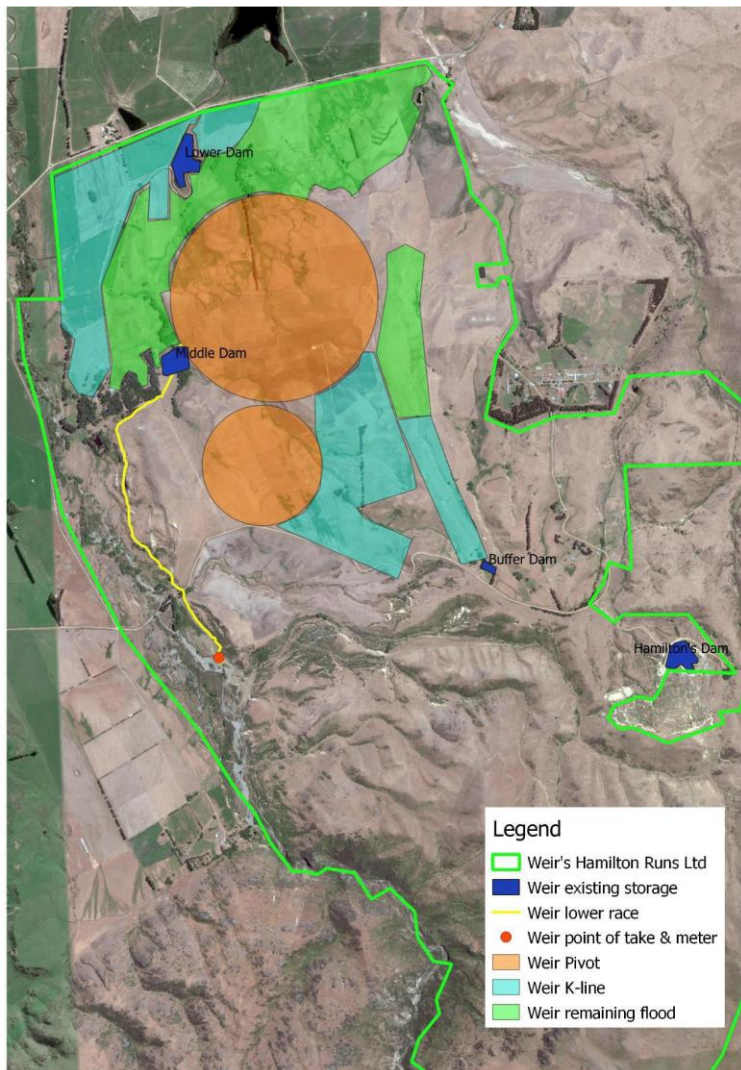 Lower Dam
Middle Dam
Buffer Dam
Hamilton's Dam
Legend
Weir's Hamilton Runs Ltd
Weir existing storage
Weir lower race
Weir point of take & meter
Weir Pivot
Weir K-line
Weir remaining flood